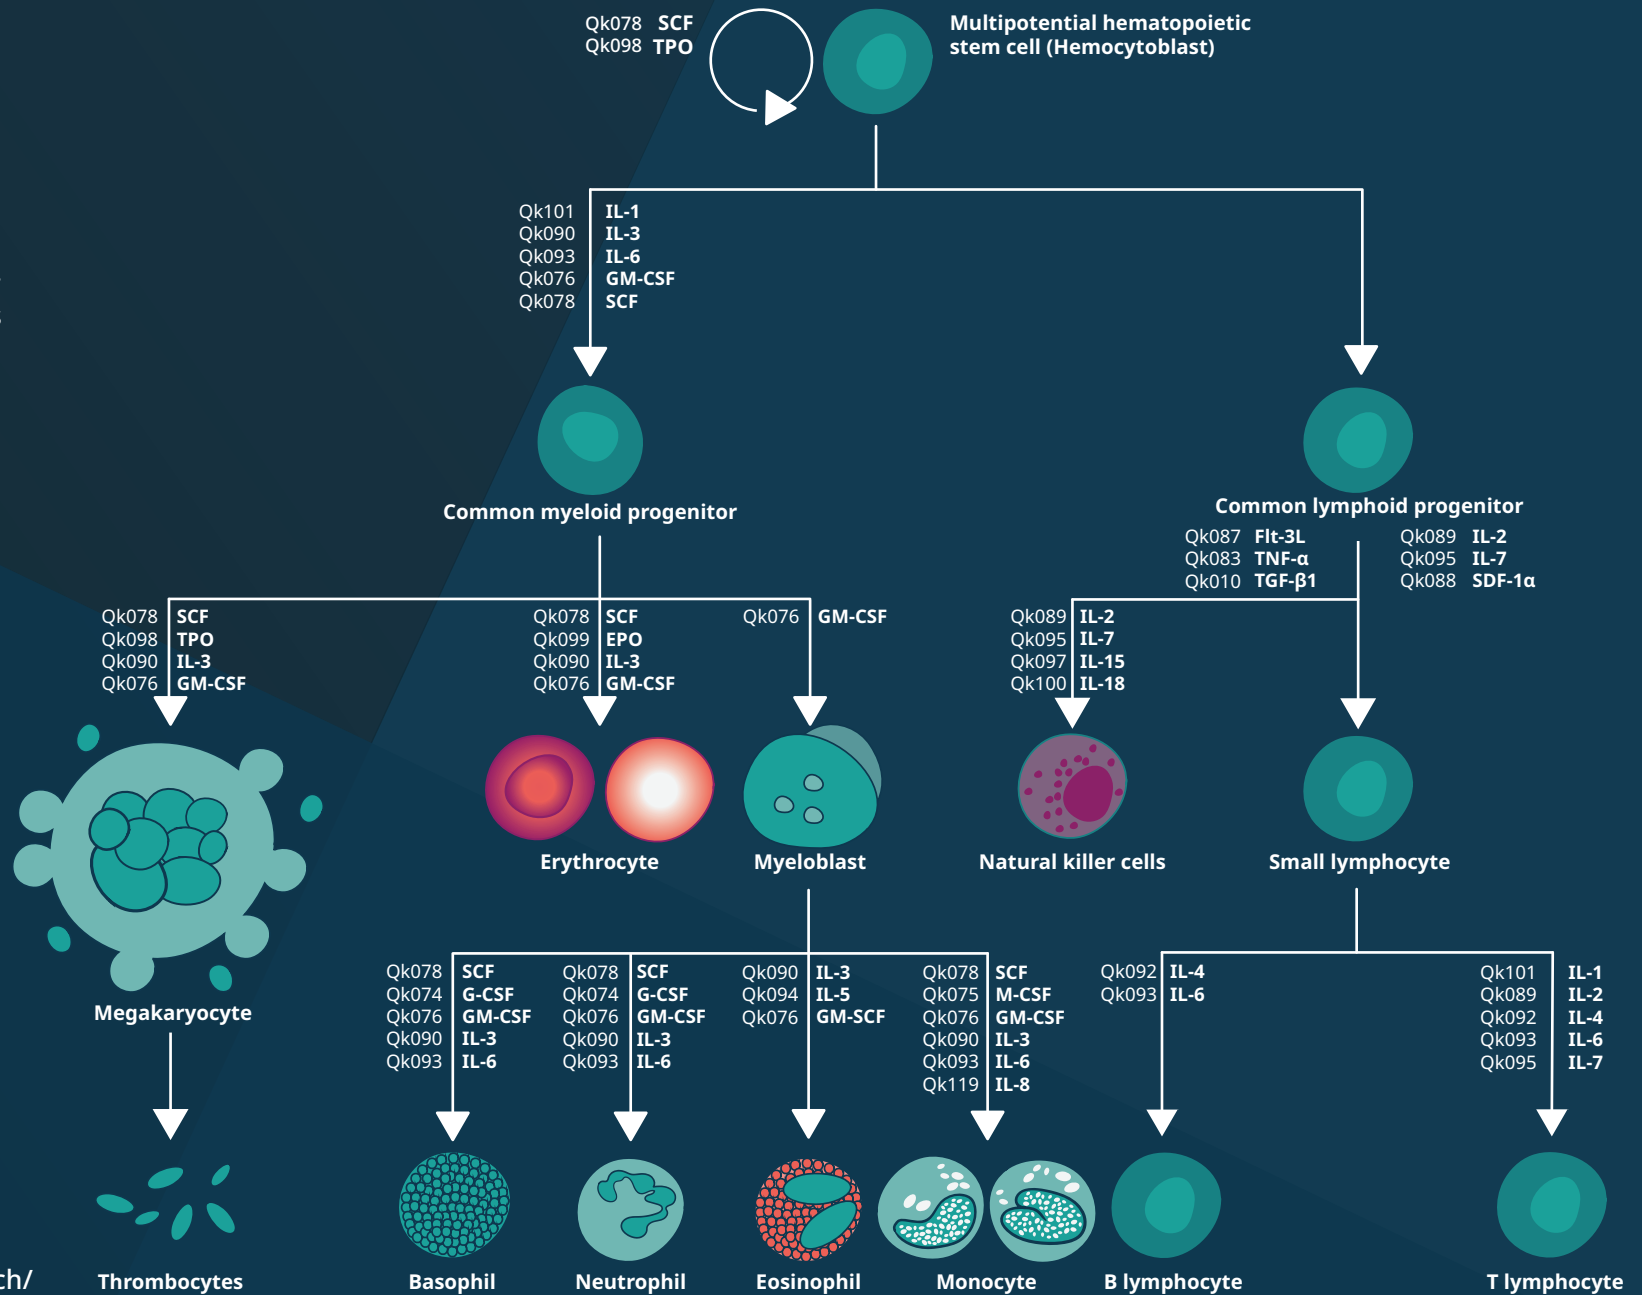 Qk078 SCF
Qk098 TPO
Multipotential hematopoietic
stem cell (Hemocytoblast)
Qk101 IL-1
Qk090 IL-3
Qk093 IL-6
Qk076 GM-CSF
Qk078 SCF
Common myeloid progenitor
Common lymphoid progenitor
Qk087 Flt-3L
Qk083 TNF-α
Qk010 TGF-β1
Qk089 IL-2
Qk095 IL-7
Qk088 SDF-1α
Qk078 SCF
Qk098 TPO
Qk090 IL-3
Qk076 GM-CSF
Qk078 SCF
Qk099 EPO
Qk090 IL-3
Qk076 GM-CSF
Qk076 GM-CSF
Qk089 IL-2
Qk095 IL-7
Qk097 IL-15
Qk100 IL-18
Erythrocyte
Myeloblast
Natural killer cells
Small lymphocyte
Megakaryocyte
Qk078 SCF
Qk074 G-CSF
Qk076 GM-CSF
Qk090 IL-3
Qk093 IL-6
Qk078 SCF
Qk074 G-CSF
Qk076 GM-CSF
Qk090 IL-3
Qk093 IL-6
Qk090 IL-3
Qk094 IL-5
Qk076 GM-SCF
Qk078 SCF
Qk075 M-CSF
Qk076 GM-CSF
Qk090 IL-3
Qk093 IL-6
Qk119 IL-8
Qk092 IL-4
Qk093 IL-6
Qk101 IL-1
Qk089 IL-2
Qk092 IL-4
Qk093 IL-6
Qk095 IL-7
ch/
Thrombocytes
Basophil
Neutrophil
Eosinophil
Monocyte
B lymphocyte
T lymphocyte